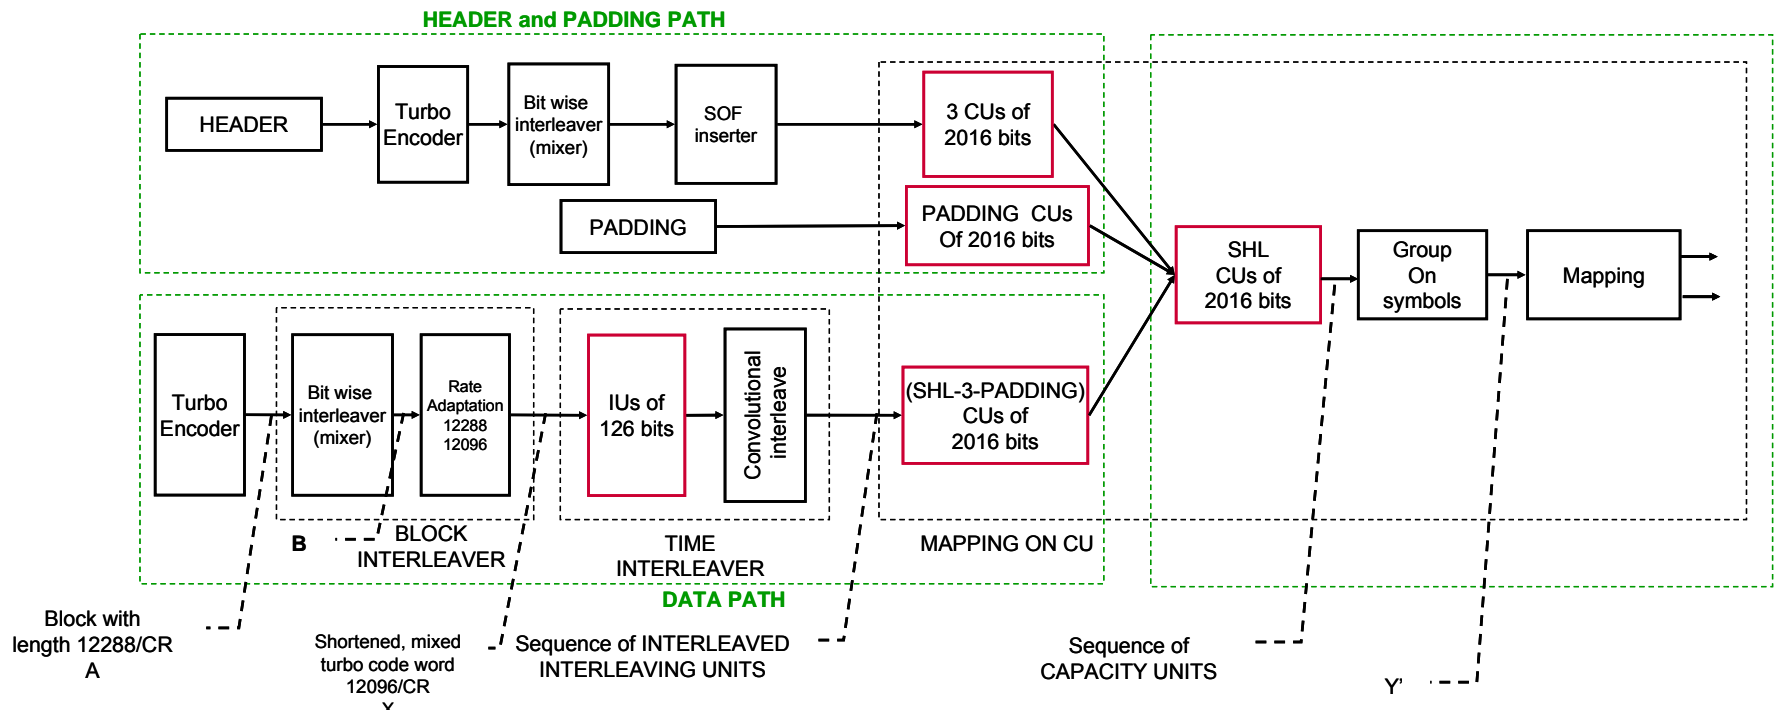 HEADER and PADDING PATH
HEADER
Turbo
Encoder
Bit wise
interleaver
(mixer)
SOF
inserter
3 CUs of
2016 bits
PADDING
PADDING CUs
Of 2016 bits
SHL
CUs of
2016 bits
Group
On
symbols
Mapping
Turbo
Encoder
Bit wise
interleaver
(mixer)
Rate
Adaptation
12288
12096
IUs of
126 bits
Convolutional
interleave
(SHL-3-PADDING)
CUs of
2016 bits
B
BLOCK
INTERLEAVER
TIME
INTERLEAVER
MAPPING ON CU
DATA PATH
Block with
length 12288/CR
A
Shortened, mixed
turbo code word
12096/CR
X
Sequence of INTERLEAVED
INTERLEAVING UNITS
Sequence of
CAPACITY UNITS
Y'